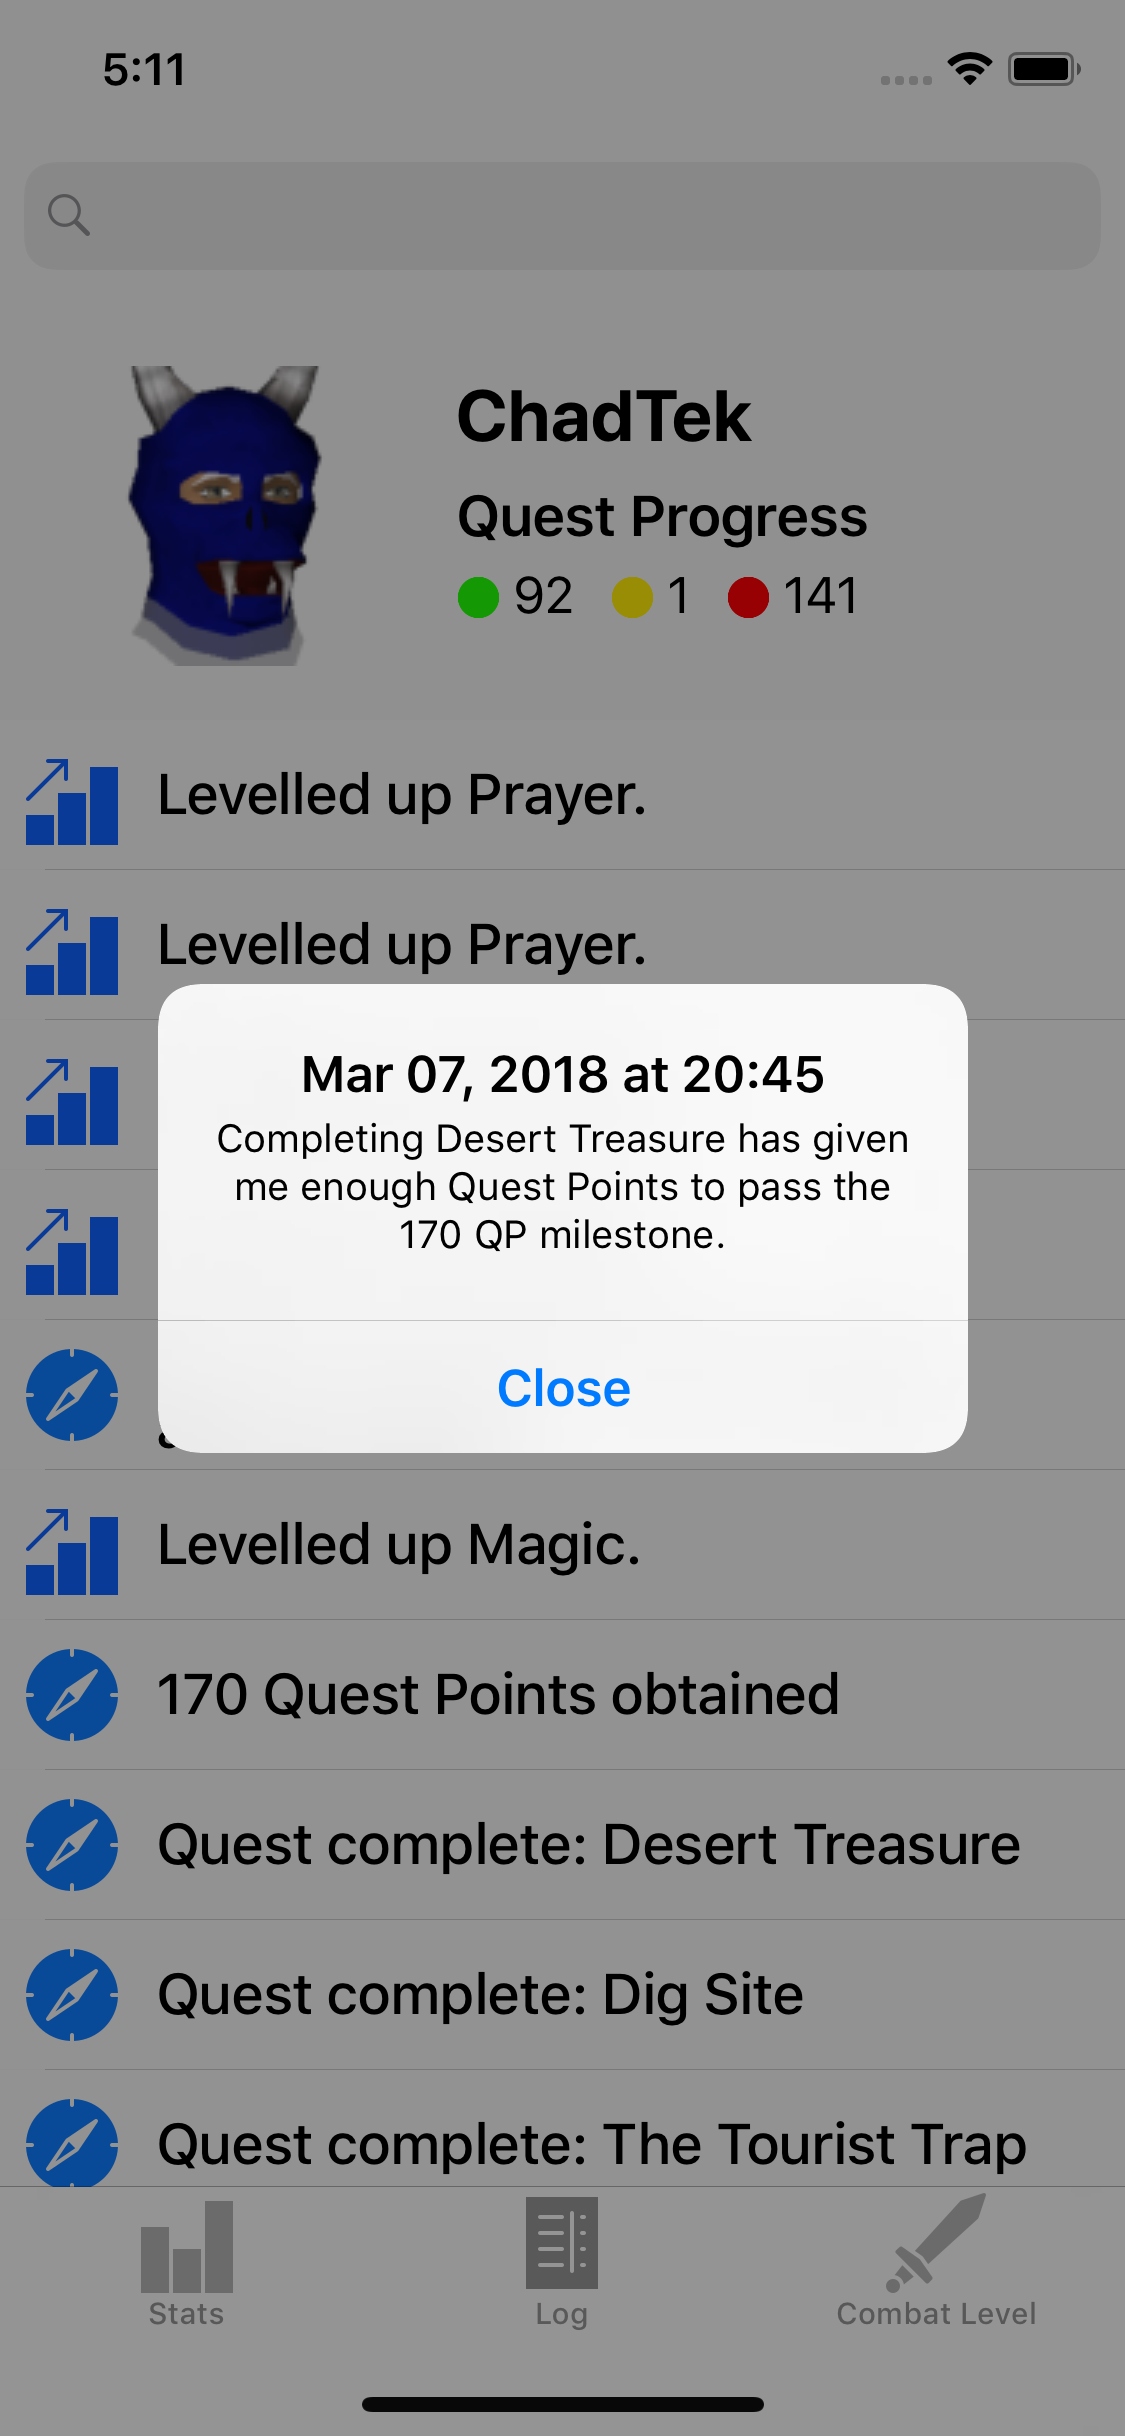 5:11
ChadTek
Quest Progress
92 1 141
Levelled up Prayer.
Levelled up Prayer.
Mar 07, 2018 at 20:45
Completing Desert Treasure has given
me enough Quest Points to pass the
170 QP milestone.
Close
Levelled up Magic.
170 Quest Points obtained
Quest complete: Desert Treasure
Quest complete: Dig Site
Quest complete: The Tourist Trap
Stats
Log
Combat Level